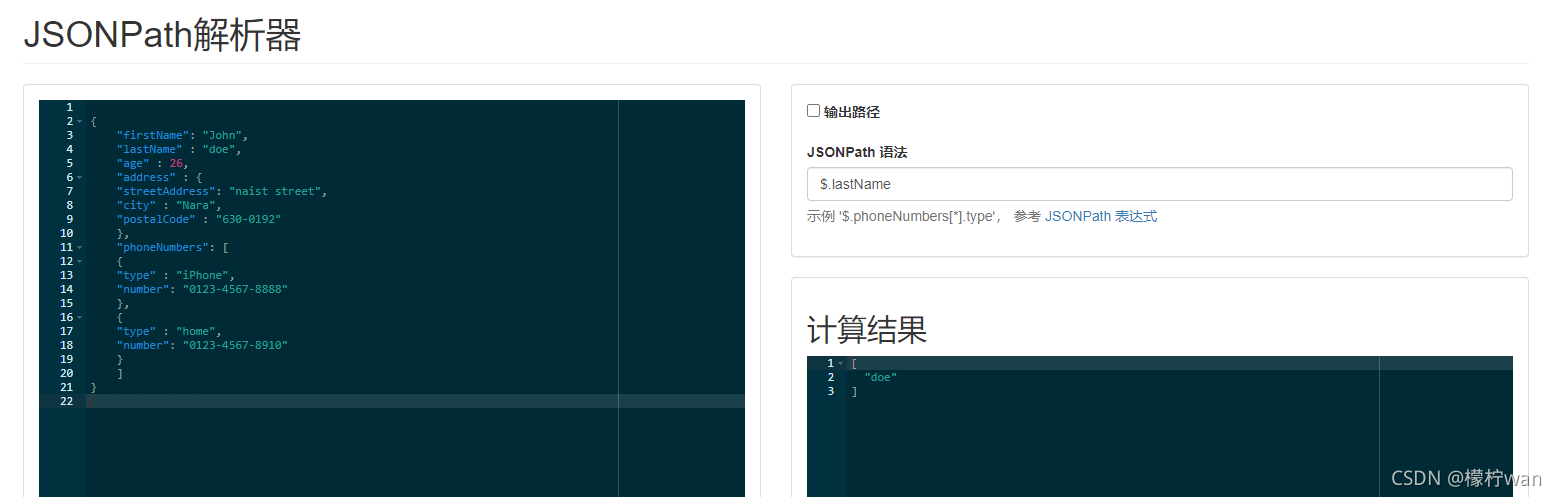 JSONPath解析器
1
2 {
3 "firstName": "John",
4 "lastName" : "doe",
5 "age" : 26,
6 "address" : {
7 "streetAddress": "naist street",
8 "city" : "Nara",
9 "postalCode" : "630-0192"
10 },
11 "phoneNumbers": [
12 {
13 "type" : "iPhone",
14 "number": "0123-4567-8888"
15 },
16 {
17 "type" : "home",
18 "number": "0123-4567-8910"
19 }
20 ]
21 }
22
输出路径
JSONPath 语法
$.lastName
示例 '$.phoneNumbers[*].type'， 参考 JSONPath 表达式
计算结果
1 [
2 "doe"
3 ]
CSDN @檬柠wan